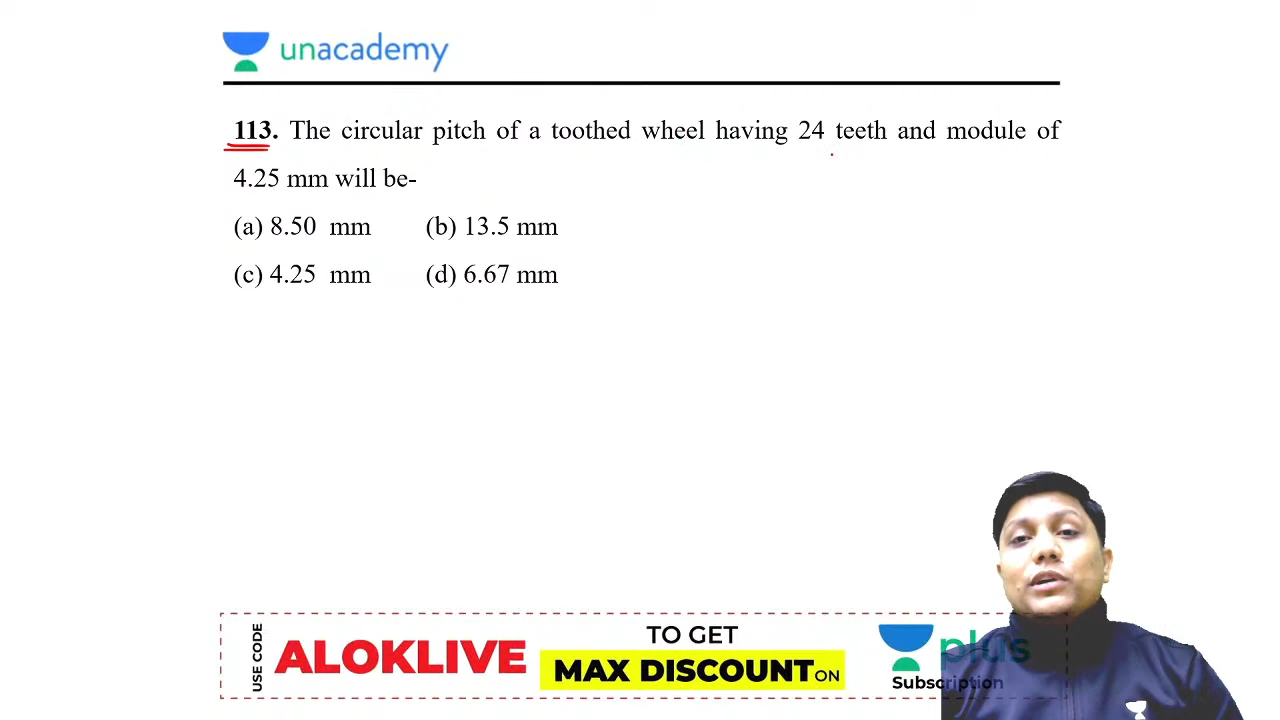 unacademy
113. The circular pitch of a toothed wheel having 24 teeth and module of
4.25 mm will be-
(a) 8.50 mm (b) 13.5 mm
(c) 4.25 mm (d) 6.67 mm
USE CODE
ALOKLIVE
TO GET
MAX DISCOUNT ON
plus
Subscription